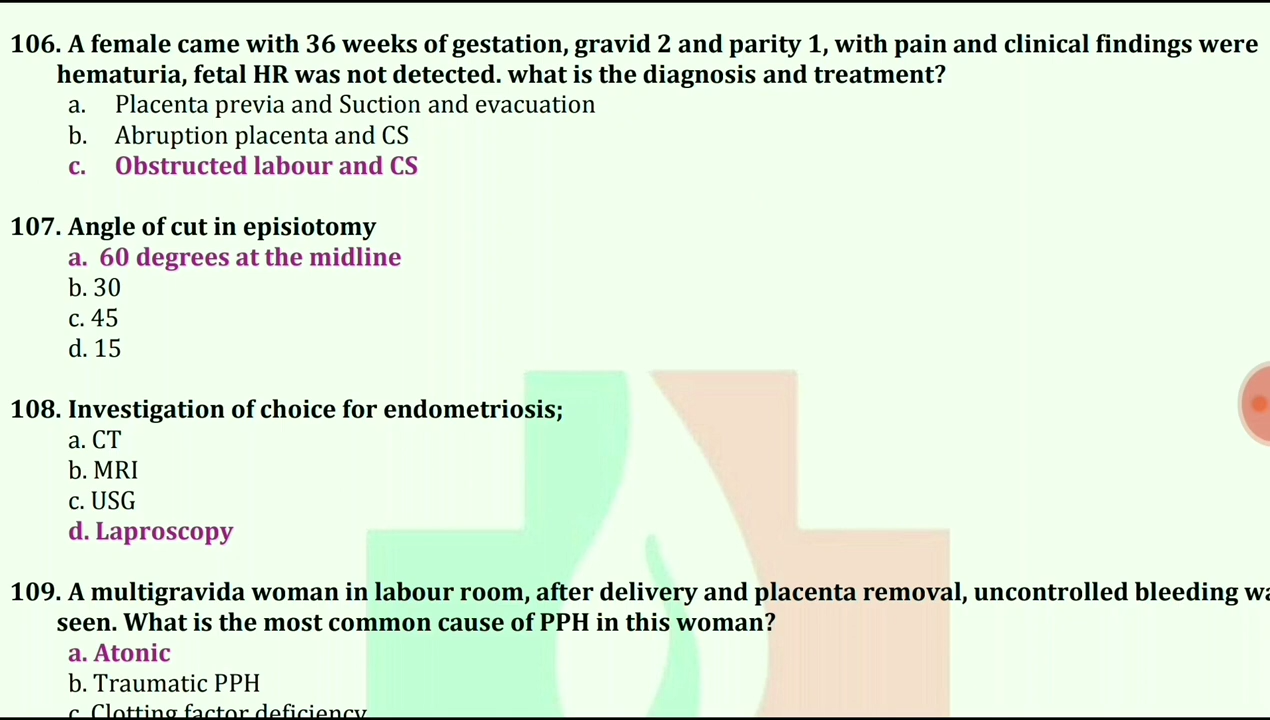 106. A female came with 36 weeks of gestation, gravid 2 and parity 1, with pain and clinical findings were
hematuria, fetal HR was not detected. what is the diagnosis and treatment?
a. Placenta previa and Suction and evacuation
b. Abruption placenta and CS
c. Obstructed labour and CS
107. Angle of cut in episiotomy
a. 60 degrees at the midline
b. 30
c. 45
d. 15
108. Investigation of choice for endometriosis;
a. CT
b. MRI
c. USG
d. Laproscopy
109. A multigravida woman in labour room, after delivery and placenta removal, uncontrolled bleeding
seen. What is the most common cause of PPH in this woman?
a. Atonic
b. Traumatic PPH
c. Clotting factor deficiency